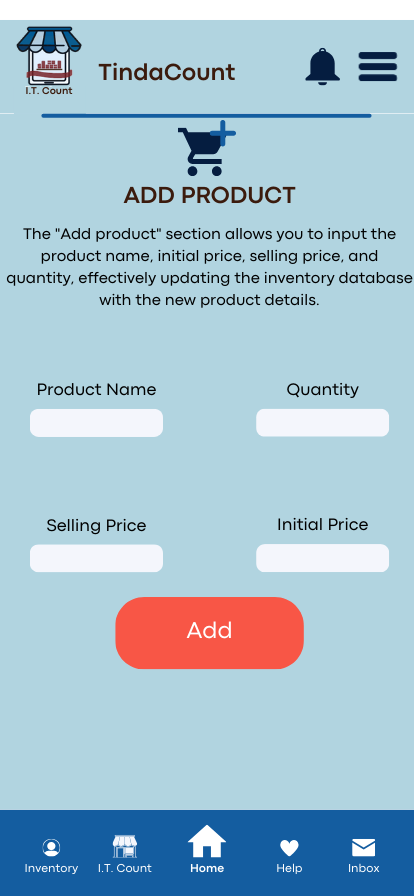 I.T. Count
TindaCount
ADD PRODUCT
The "Add product" section allows you to input the
product name, initial price, selling price, and
quantity, effectively updating the inventory database
with the new product details.
Product Name
Quantity
Selling Price
Initial Price
Add
Inventory
I.T. Count
Home
Help
Inbox